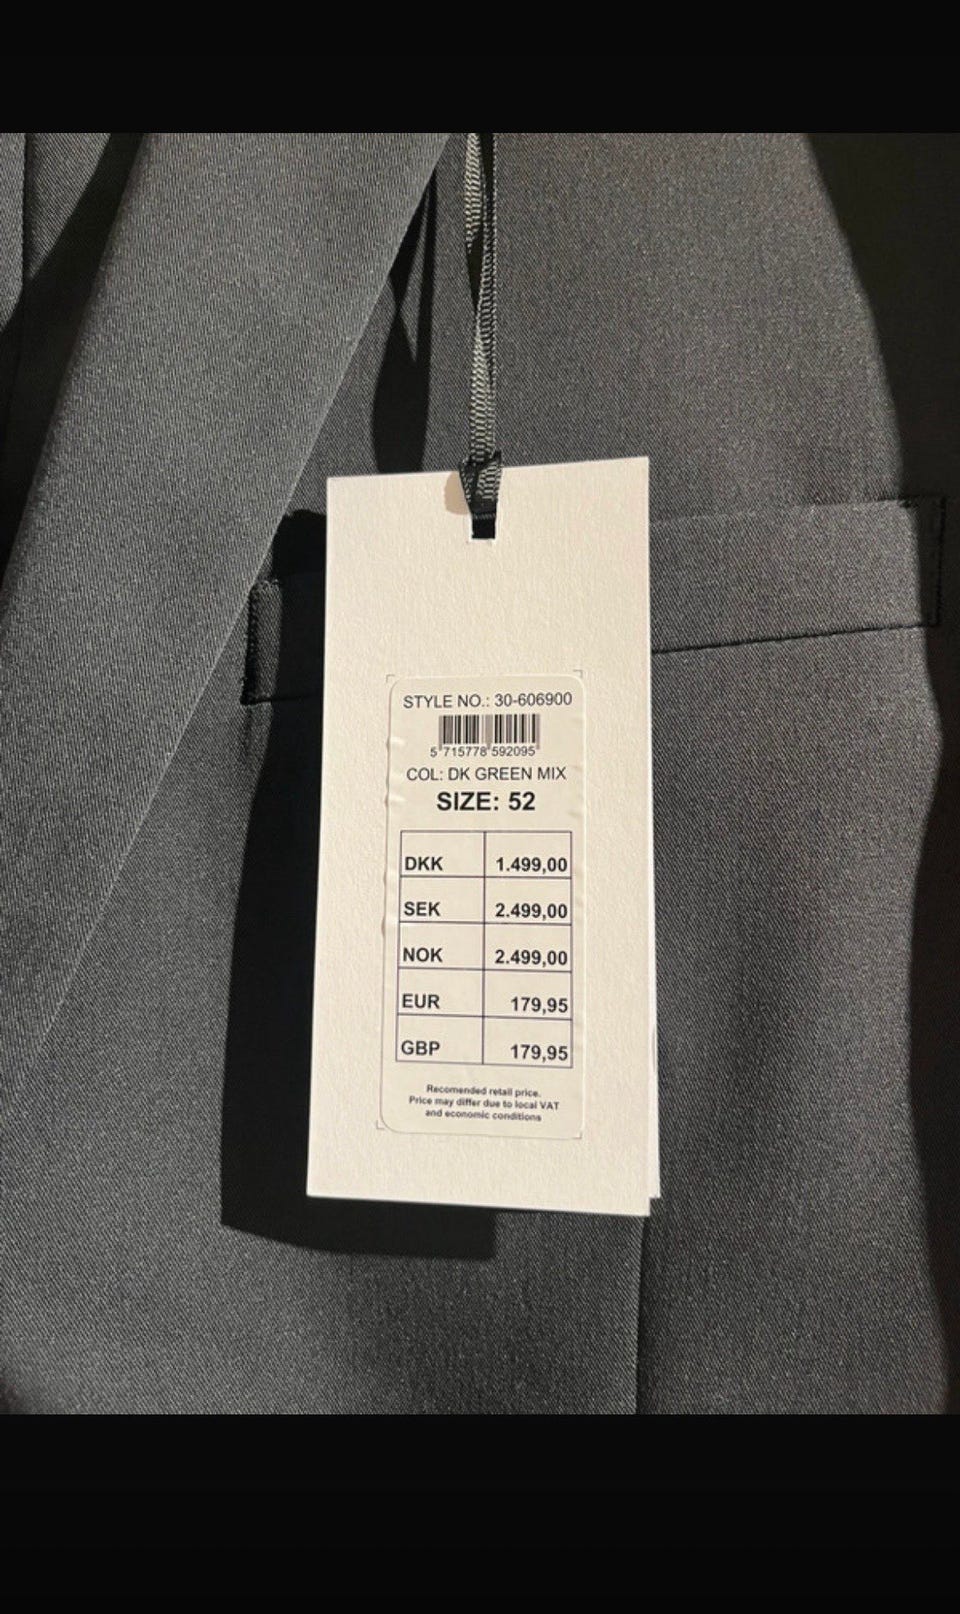 STYLE NO.: 30-606900
5 715778 592095
COL: DK GREEN MIX
SIZE: 52
DKK 1.499,00
SEK 2.499,00
NOK 2.499,00
EUR 179,95
GBP 179,95
Recomended retail price.
Price may differ due to local VAT
and economic conditions